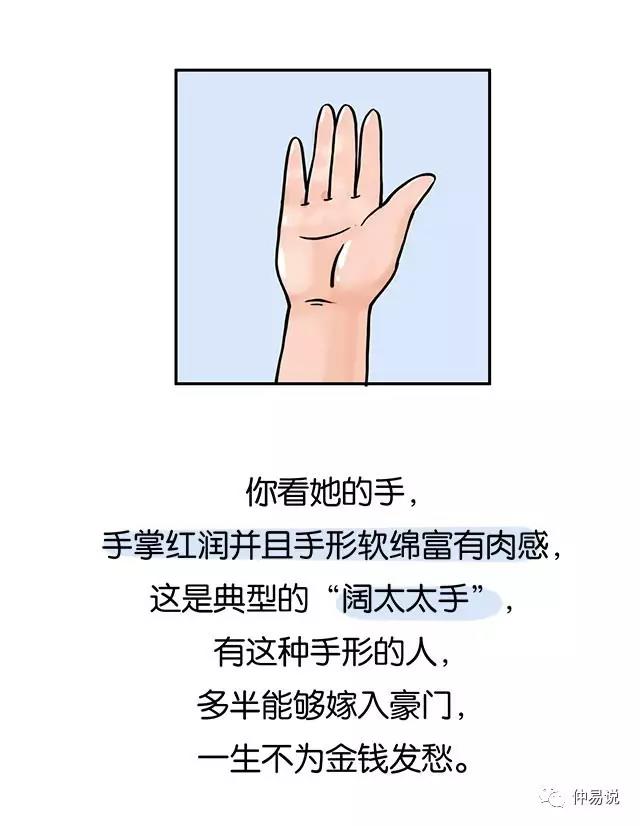 你看她的手，
手掌红润并且手形软绵富有肉感，
这是典型的“阔太太手”，
有这种手形的人，
多半能够嫁入豪门，
一生不为金钱发愁。
仲易说